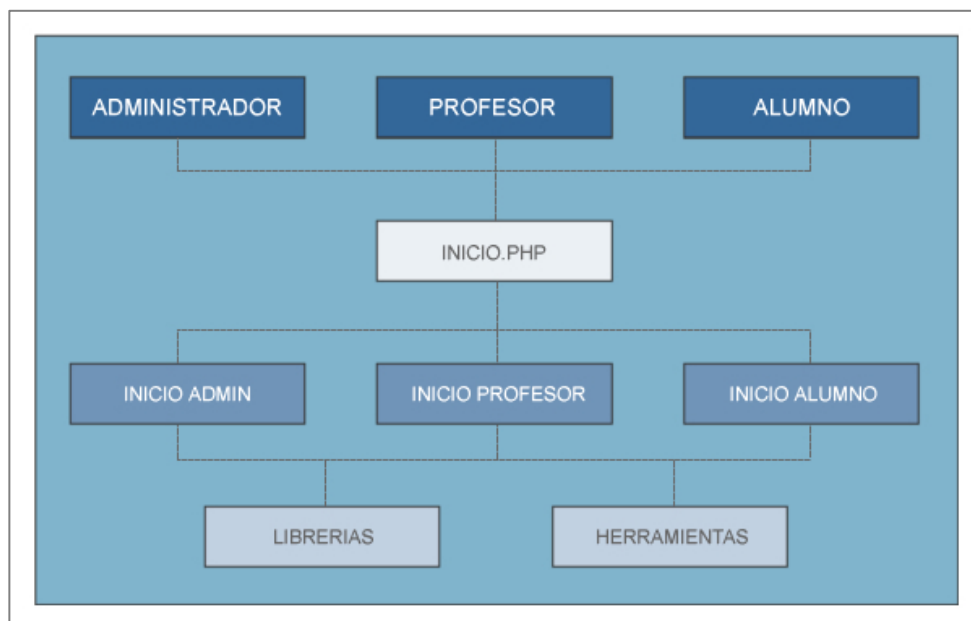 ADMINISTRADOR
PROFESOR
ALUMNO
INICIO.PHP
INICIO ADMIN
INICIO PROFESOR
INICIO ALUMNO
LIBRERIAS
HERRAMIENTAS